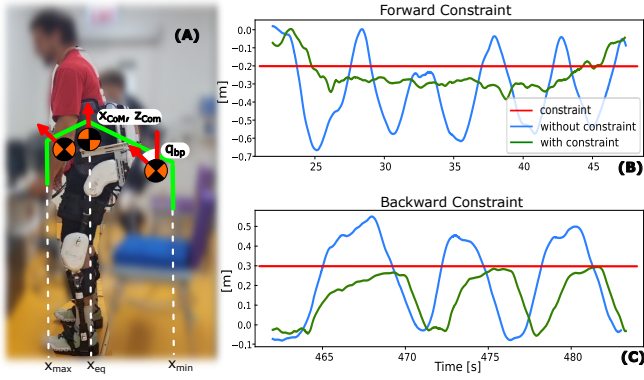 (A)
x_CoM, z_Com
q_bp
x_max
x_eq
x_min
Forward Constraint
0.0
−0.1
−0.2
−0.3
−0.4
−0.5
−0.6
−0.7
[m]
constraint
without constraint
with constraint
25 30 35 40 45
(B)
Backward Constraint
0.5
0.4
0.3
0.2
0.1
0.0
−0.1
[m]
465 470 475 480
Time [s]
(C)